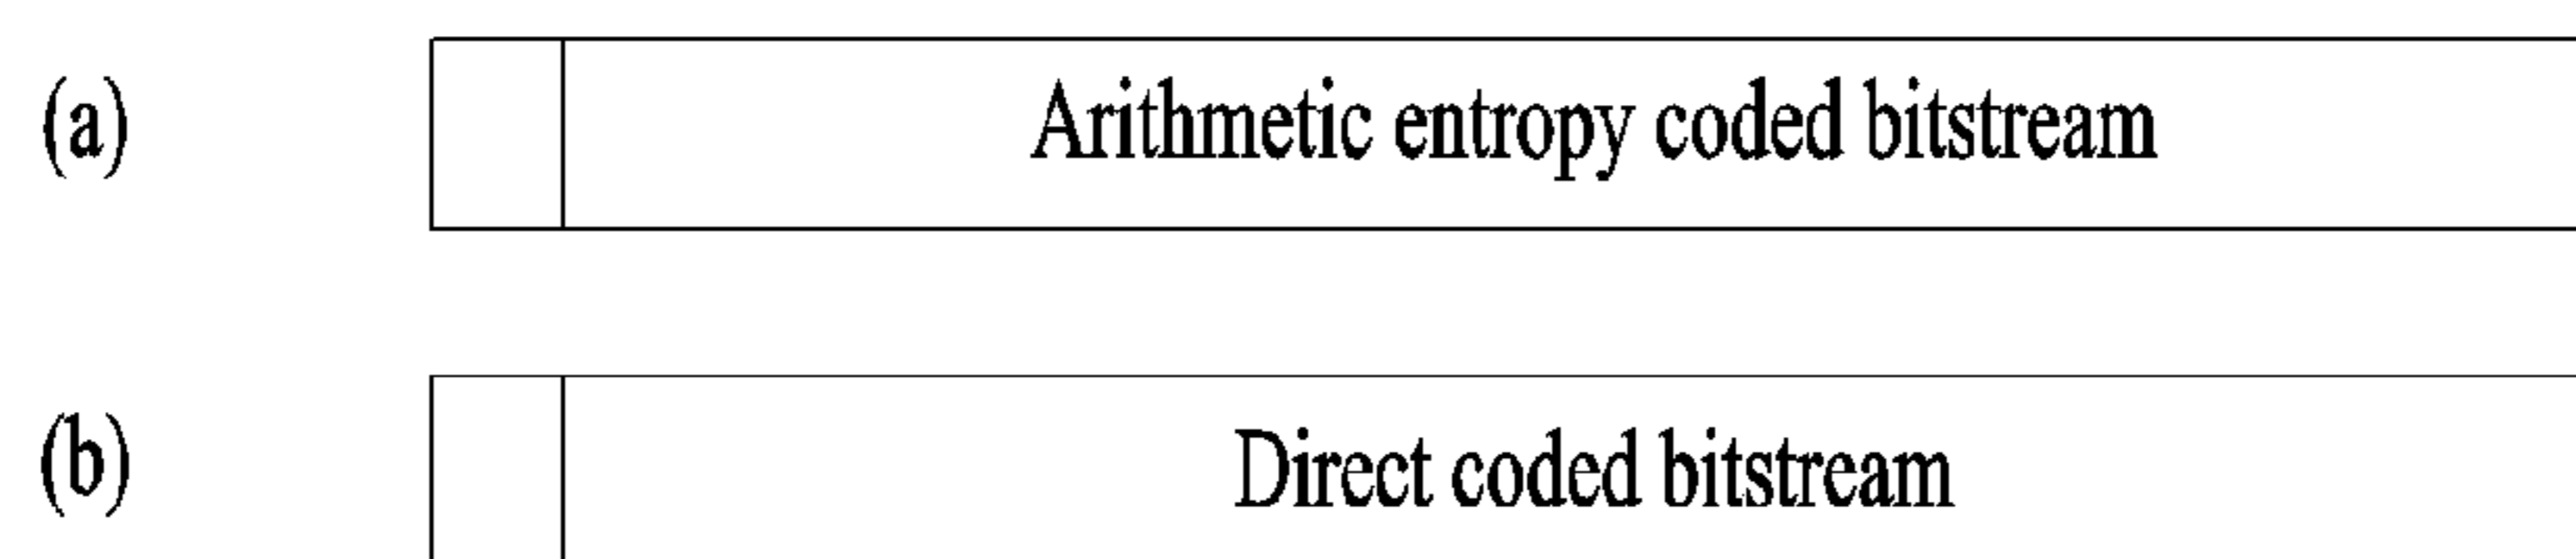 (a) Arithmetic entropy coded bitstream
(b) Direct coded bitstream